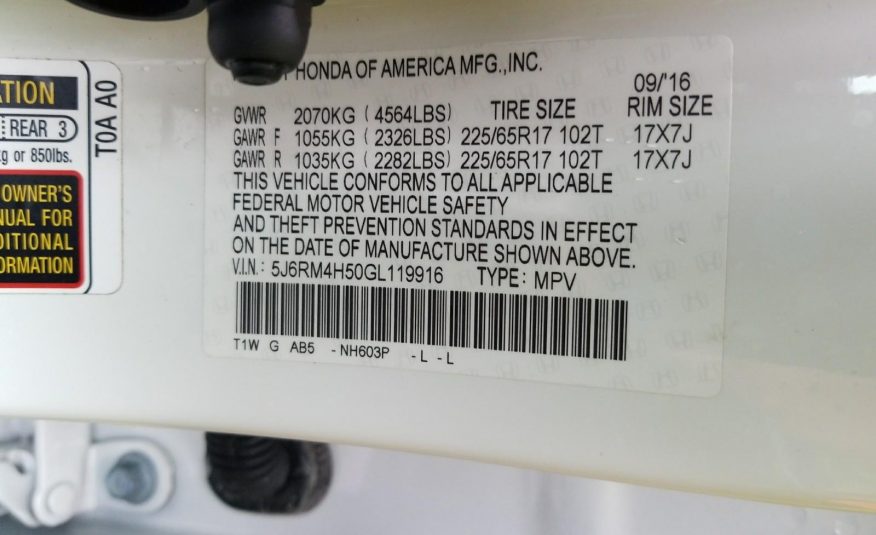 ATION
REAR 3
kg or 850lbs.
OWNER'S
NUAL FOR
DITIONAL
ORMATION
T0A A0
HONDA OF AMERICA MFG.,INC.
09/'16
GVWR 2070KG (4564LBS) TIRE SIZE RIM SIZE
GAWR F 1055KG (2326LBS) 225/65R17 102T 17X7J
GAWR R 1035KG (2282LBS) 225/65R17 102T 17X7J
THIS VEHICLE CONFORMS TO ALL APPLICABLE
FEDERAL MOTOR VEHICLE SAFETY
AND THEFT PREVENTION STANDARDS IN EFFECT
ON THE DATE OF MANUFACTURE SHOWN ABOVE.
V.I.N.: 5J6RM4H50GL119916 TYPE: MPV
T1W G AB5 -NH603P -L -L